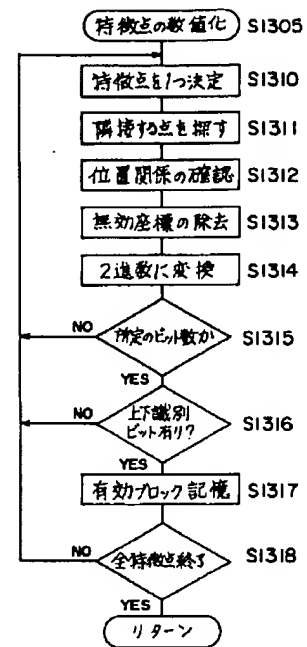 特徴点の数値化 S1305
特徴点を1つ決定 S1310
隣接する点を探す S1311
位置関係の確認 S1312
無効座標の除去 S1313
2進数に変換 S1314
NO 所定のビット数か S1315
YES
NO 上下識別 ビット有り? S1316
YES
有効ブロック記憶 S1317
NO 全特徴点終了 S1318
YES
リターン